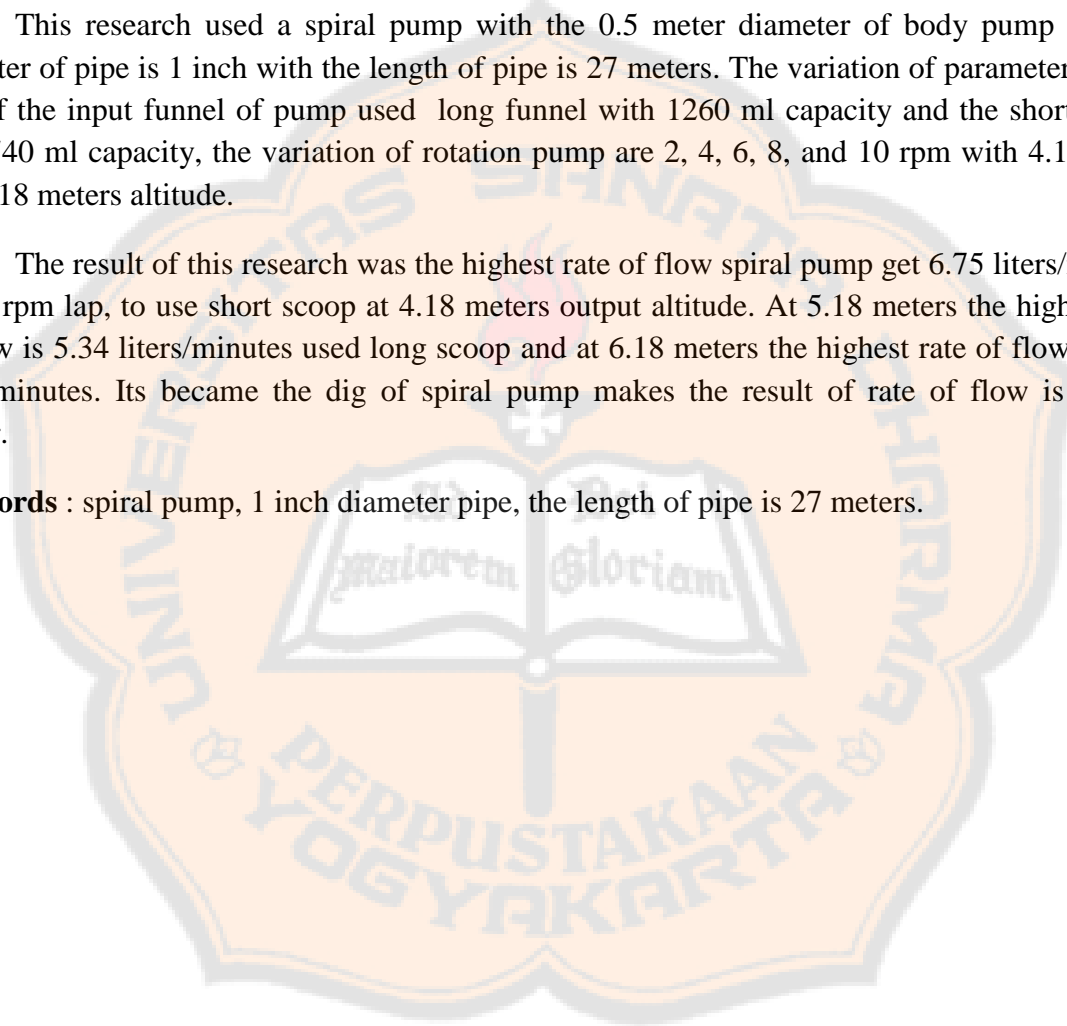 This research used a spiral pump with the 0.5 meter diameter of body pump
ter of pipe is 1 inch with the length of pipe is 27 meters. The variation of parameter
f the input funnel of pump used long funnel with 1260 ml capacity and the short
40 ml capacity, the variation of rotation pump are 2, 4, 6, 8, and 10 rpm with 4.1
18 meters altitude.
The result of this research was the highest rate of flow spiral pump get 6.75 liters/
rpm lap, to use short scoop at 4.18 meters output altitude. At 5.18 meters the high
w is 5.34 liters/minutes used long scoop and at 6.18 meters the highest rate of flow
minutes. Its became the dig of spiral pump makes the result of rate of flow is
ords : spiral pump, 1 inch diameter pipe, the length of pipe is 27 meters.
UNIVERSITAS SANATA DHARMA
Ad Dei
Maiorem Gloriam
PERPUSTAKAAN
YOGYAKARTA